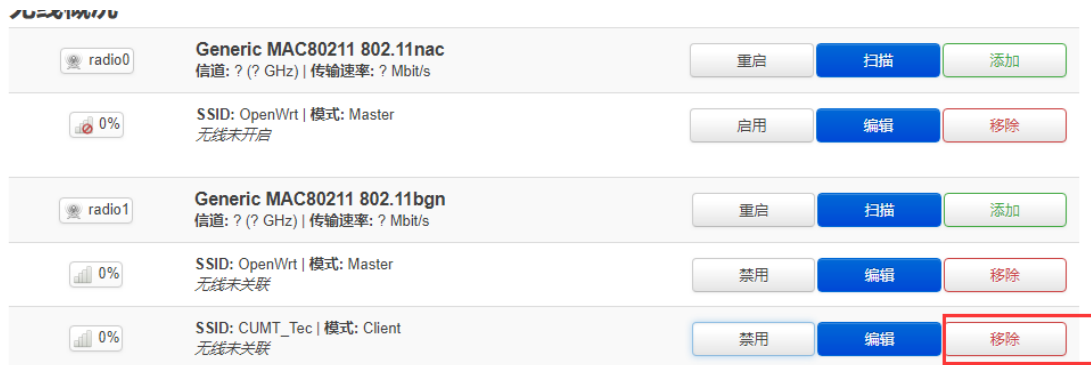 无线概况
radio0 Generic MAC80211 802.11nac 重启 扫描 添加
信道: ? (? GHz) | 传输速率: ? Mbit/s
0% SSID: OpenWrt | 模式: Master 启用 编辑 移除
无线未开启
radio1 Generic MAC80211 802.11bgn 重启 扫描 添加
信道: ? (? GHz) | 传输速率: ? Mbit/s
0% SSID: OpenWrt | 模式: Master 禁用 编辑 移除
无线未关联
0% SSID: CUMT_Tec | 模式: Client 禁用 编辑 移除
无线未关联